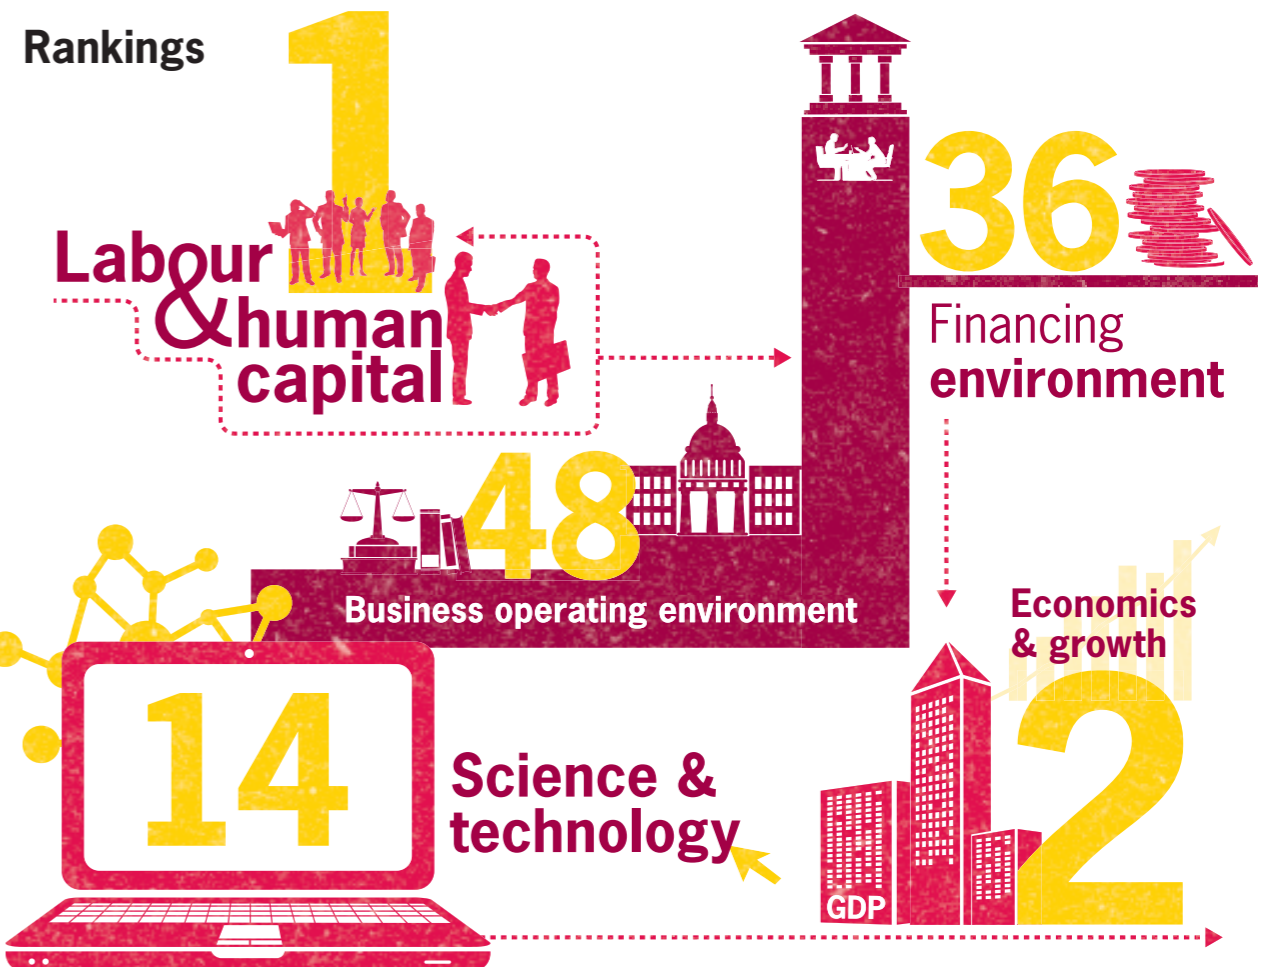 Rankings
1
Labour
&
human
capital
36
Financing
environment
48
Business operating environment
Economics
& growth
2
GDP
14
Science &
technology